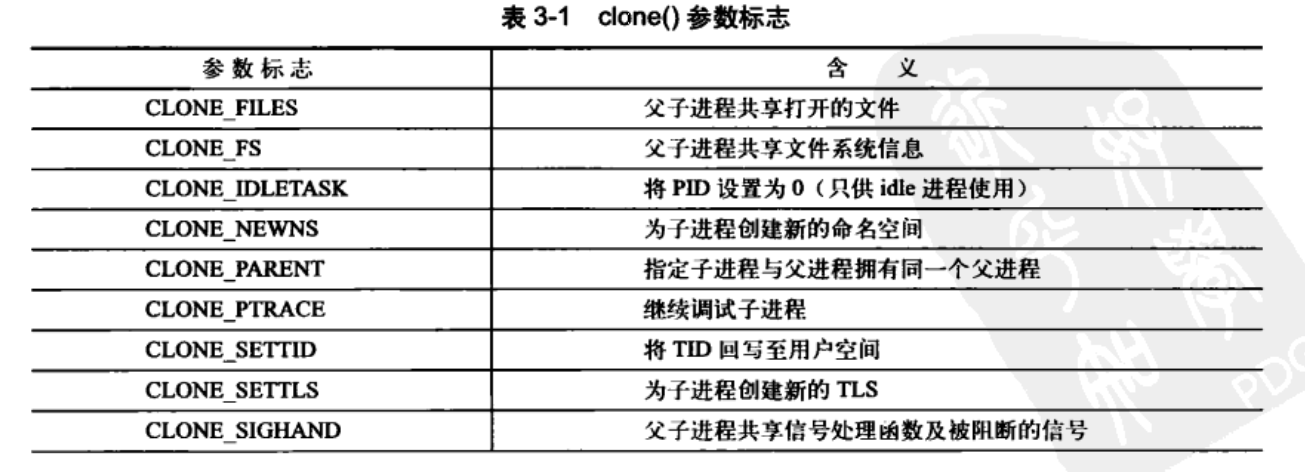 表 3-1 clone() 参数标志
参数标志 含 义
CLONE_FILES 父子进程共享打开的文件
CLONE_FS 父子进程共享文件系统信息
CLONE_IDLETASK 将 PID 设置为 0（只供 idle 进程使用）
CLONE_NEWNS 为子进程创建新的命名空间
CLONE_PARENT 指定子进程与父进程拥有同一个父进程
CLONE_PTRACE 继续调试子进程
CLONE_SETTID 将 TID 回写至用户空间
CLONE_SETTLS 为子进程创建新的 TLS
CLONE_SIGHAND 父子进程共享信号处理函数及被阻断的信号